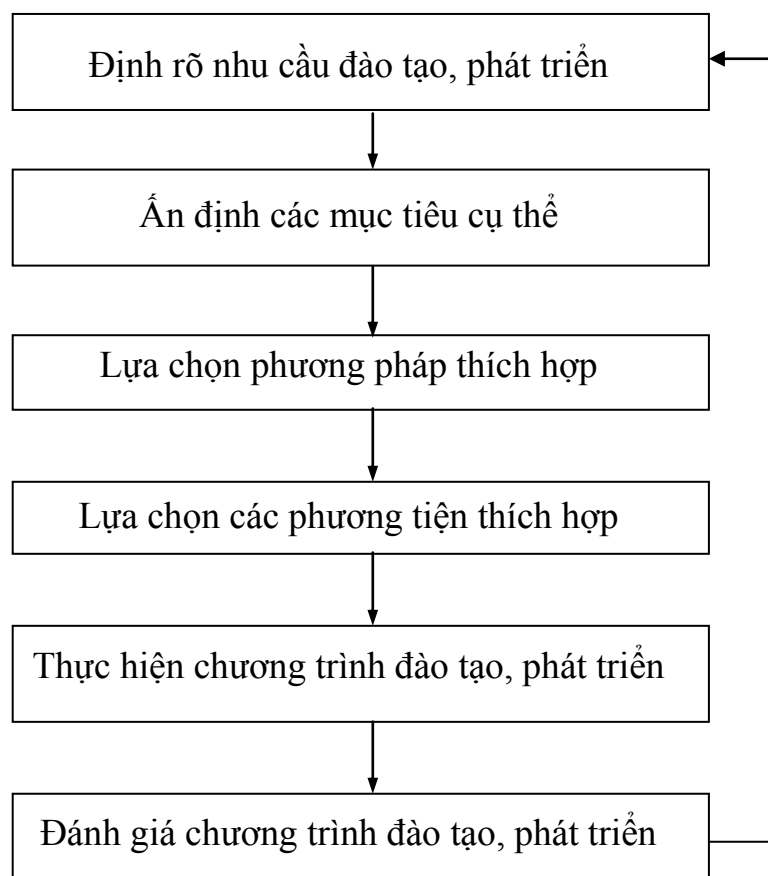 Định rõ nhu cầu đào tạo, phát triển
Ấn định các mục tiêu cụ thể
Lựa chọn phương pháp thích hợp
Lựa chọn các phương tiện thích hợp
Thực hiện chương trình đào tạo, phát triển
Đánh giá chương trình đào tạo, phát triển